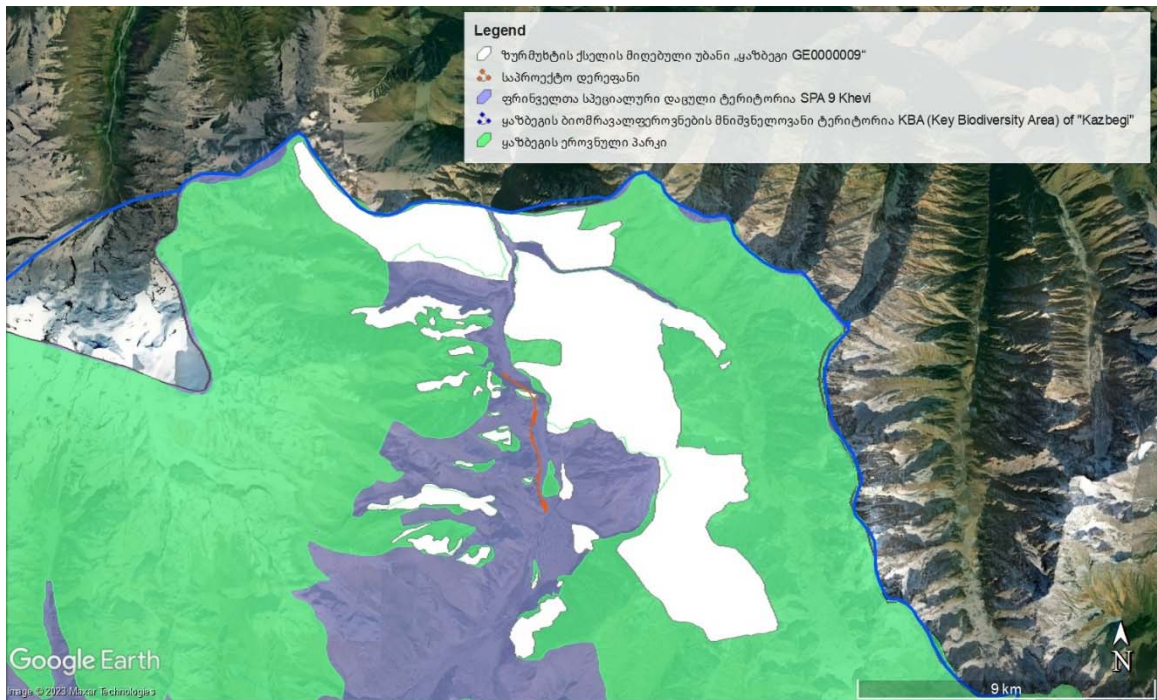 Legend
ზურმუხტის ქსელის მიღებული უბანი „ყაზბეგი GE0000009“
საპროექტო დერეფანი
ფრინველთა სპეციალური დაცული ტერიტორია SPA 9 Khevi
ყაზბეგის ბიომრავალფეროვნების მნიშვნელოვანი ტერიტორია KBA (Key Biodiversity Area) of "Kazbegi"
ყაზბეგის ეროვნული პარკი
Google Earth
Image © 2023 Maxar Technologies
N
9 km